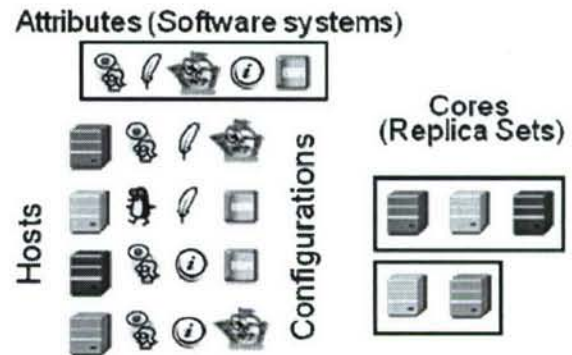 Attributes (Software systems)
Cores
(Replica Sets)
Hosts
Configurations